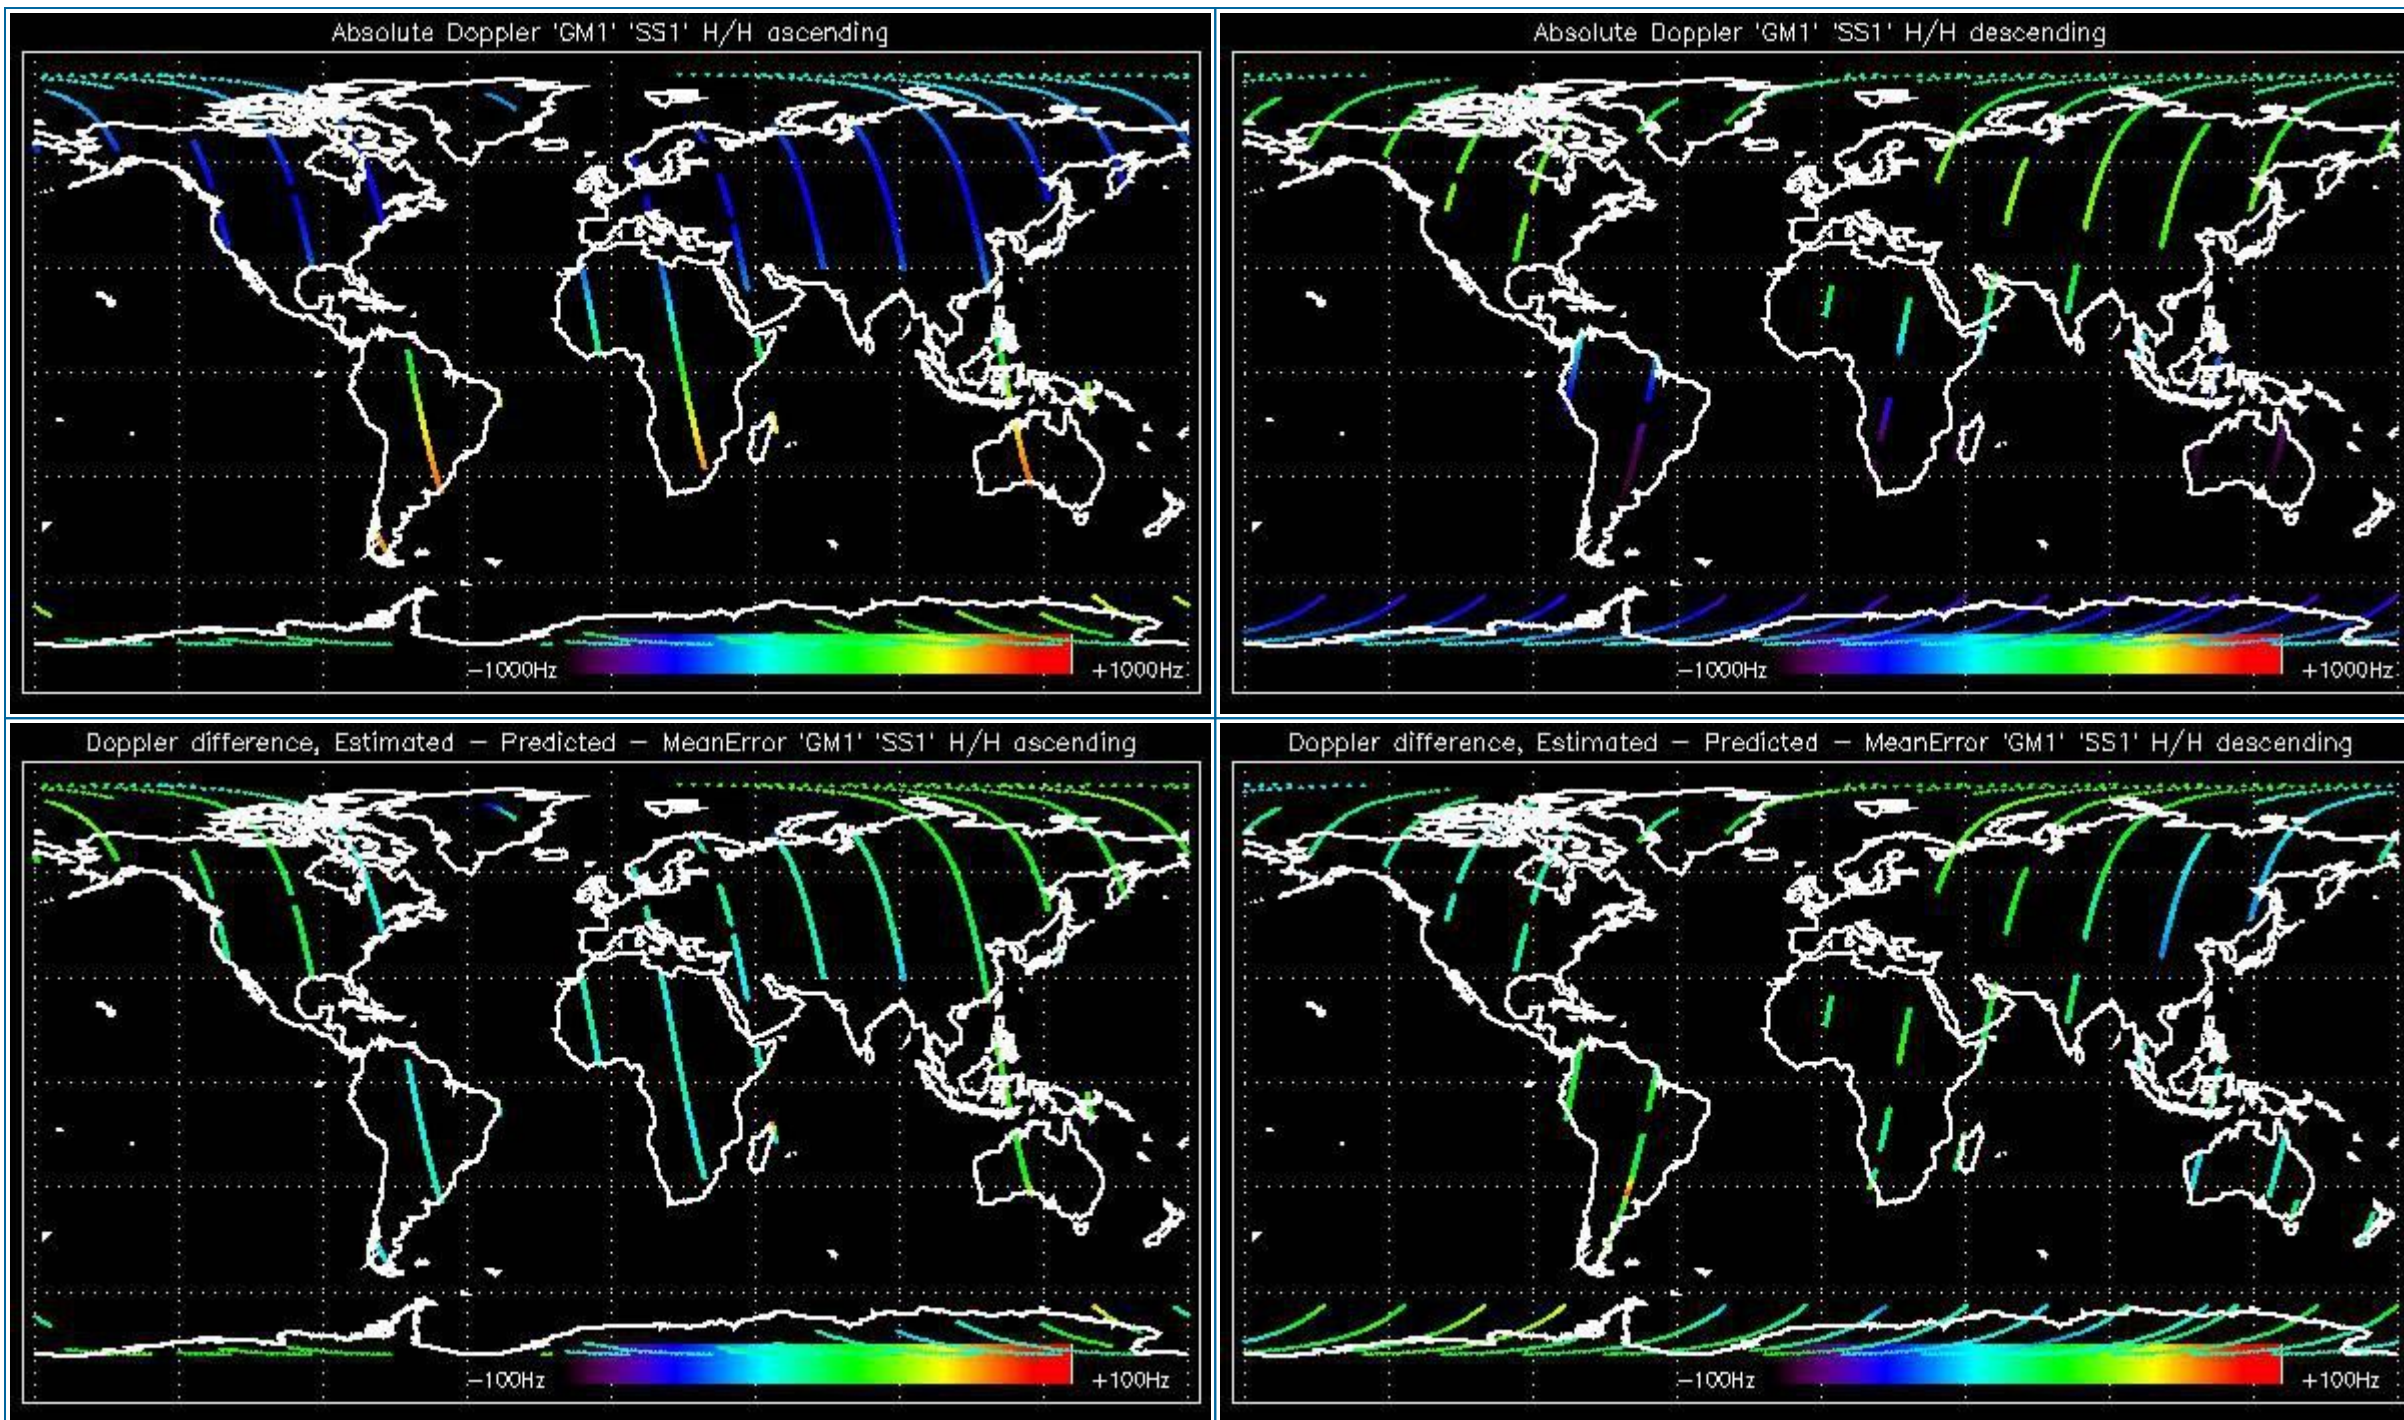 Absolute Doppler 'GM1' 'SS1' H/H ascending
−1000Hz
+1000Hz
Absolute Doppler 'GM1' 'SS1' H/H descending
−1000Hz
+1000Hz
Doppler difference, Estimated − Predicted − MeanError 'GM1' 'SS1' H/H ascending
−100Hz
+100Hz
Doppler difference, Estimated − Predicted − MeanError 'GM1' 'SS1' H/H descending
−100Hz
+100Hz